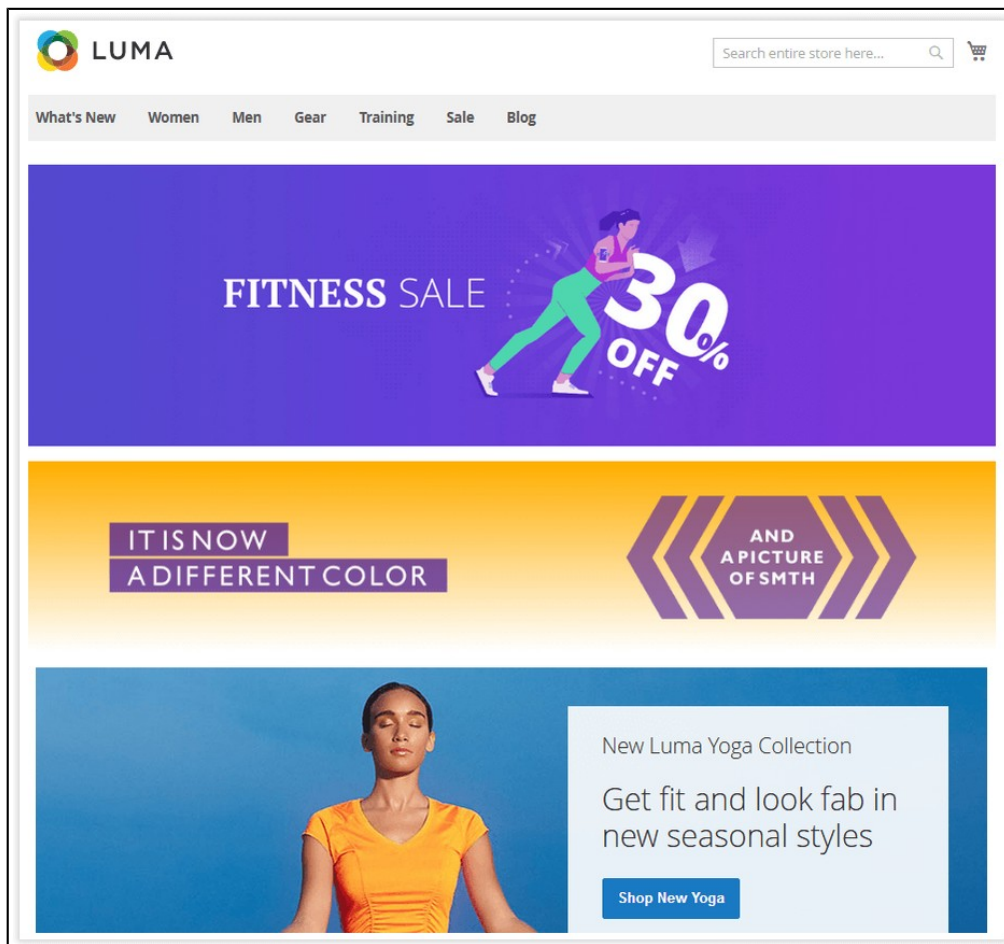 LUMA
Search entire store here...
What's New Women Men Gear Training Sale Blog
FITNESS SALE
30%
OFF
IT IS NOW
A DIFFERENT COLOR
AND
A PICTURE
OF SMTH
New Luma Yoga Collection
Get fit and look fab in
new seasonal styles
Shop New Yoga